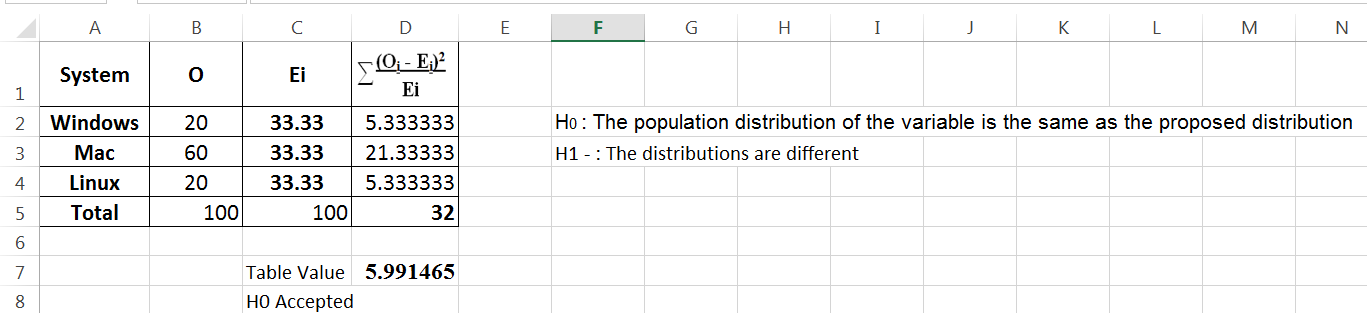 A B C D E F G H I J K L M N
1 System O Ei ∑(Oᵢ - Eᵢ)²
Ei
2 Windows 20 33.33 5.333333 H0 : The population distribution of the variable is the same as the proposed distribution
3 Mac 60 33.33 21.33333 H1 - : The distributions are different
4 Linux 20 33.33 5.333333
5 Total 100 100 32
6
7 Table Value 5.991465
8 H0 Accepted